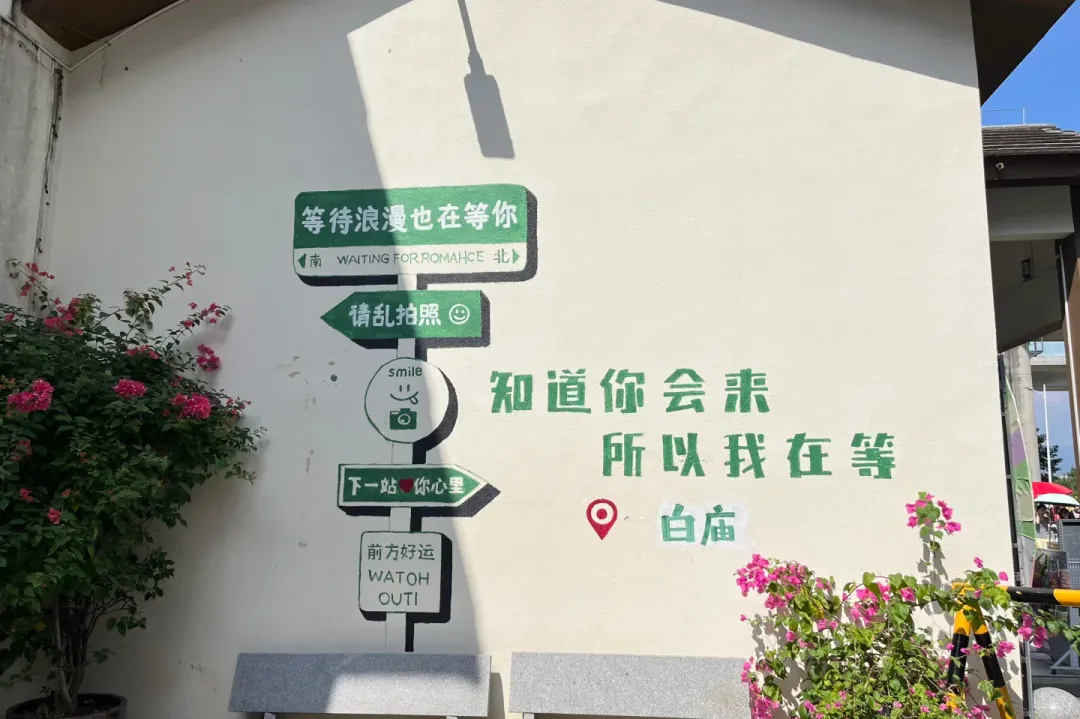 等待浪漫也在等你
南 WAITING FOR ROMAHCE 北
请乱拍照
smile
下一站你心里
前方好运
WATOH
OUTI
知道你会来
所以我在等
白庙